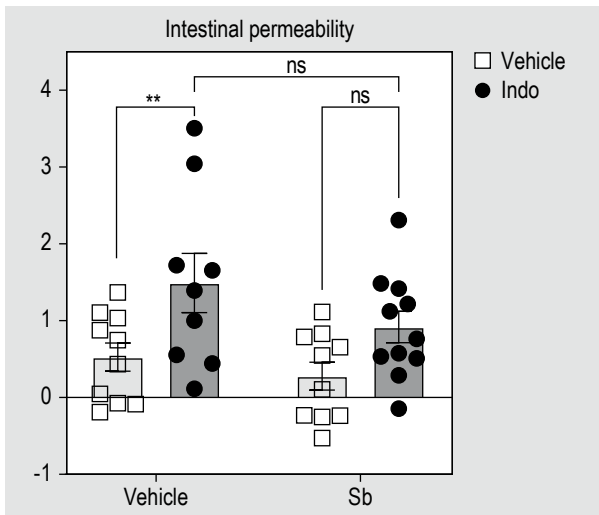 Intestinal permeability
Vehicle
Indo
ns
ns
**
4
3
2
1
0
-1
Vehicle
Sb